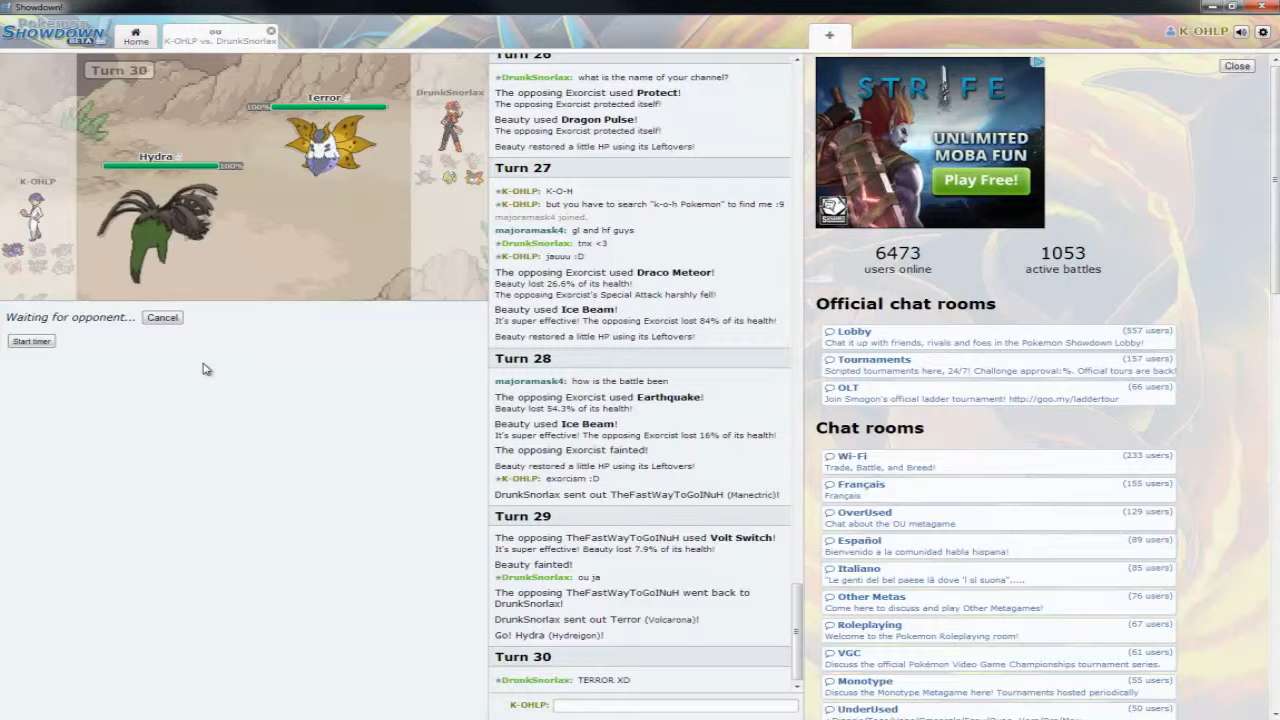 Showdown!
Pokémon
SHOWDOWN
BETA
Home
ou
K-OHLP vs. DrunkSnorlax
+
K-OHLP
Turn 30
Terror
100%
DrunkSnorlax
Hydra
100%
K-OHLP
Waiting for opponent...
Cancel
Start timer
Turn 26
★DrunkSnorlax: what is the name of your channel?
The opposing Exorcist used Protect!
The opposing Exorcist protected itself!
Beauty used Dragon Pulse!
The opposing Exorcist protected itself!
Beauty restored a little HP using its Leftovers!
Turn 27
★K-OHLP: K-O-H
★K-OHLP: but you have to search "k-o-h Pokemon" to find me :9
majoramask4 joined.
majoramask4: gl and hf guys
★DrunkSnorlax: tnx <3
★K-OHLP: jauuu :D
The opposing Exorcist used Draco Meteor!
Beauty lost 26.6% of its health!
The opposing Exorcist's Special Attack harshly fell!
Beauty used Ice Beam!
It's super effective! The opposing Exorcist lost 84% of its health!
Beauty restored a little HP using its Leftovers!
Turn 28
majoramask4: how is the battle been
The opposing Exorcist used Earthquake!
Beauty lost 54.3% of its health!
Beauty used Ice Beam!
It's super effective! The opposing Exorcist lost 16% of its health!
The opposing Exorcist fainted!
Beauty restored a little HP using its Leftovers!
★K-OHLP: exorcism :D
DrunkSnorlax sent out TheFastWayToGoINuH (Manectric)!
Turn 29
The opposing TheFastWayToGoINuH used Volt Switch!
It's super effective! Beauty lost 7.9% of its health!
Beauty fainted!
★DrunkSnorlax: ou ja
The opposing TheFastWayToGoINuH went back to
DrunkSnorlax!
DrunkSnorlax sent out Terror (Volcarona)!
Go! Hydra (Hydreigon)!
Turn 30
★DrunkSnorlax: TERROR XD
K-OHLP:
Close
STRIFE
UNLIMITED
MOBA FUN
Play Free!
6473
users online
1053
active battles
Official chat rooms
Lobby (557 users)
Chat it up with friends, rivals and foes in the Pokemon Showdown Lobby!
Tournaments (157 users)
Scripted tournaments here, 24/7! Challonge approval:%. Official tours are back!
OLT (66 users)
Join Smogon's official ladder tournament! http://goo.my/laddertour
Chat rooms
Wi-Fi (233 users)
Trade, Battle, and Breed!
Français (155 users)
Français
OverUsed (129 users)
Chat about the OU metagame
Español (89 users)
Bienvenido a la comunidad habla hispana!
Italiano (85 users)
"Le genti del bel paese là dove 'l sì suona".....
Other Metas (76 users)
Come here to discuss and play Other Metagames!
Roleplaying (67 users)
Welcome to the Pokemon Roleplaying room!
VGC (61 users)
Discuss the official Pokémon Video Game Championships tournament series.
Monotype (55 users)
Discuss the Monotype Metagame here! Tournaments hosted periodically
UnderUsed (50 users)